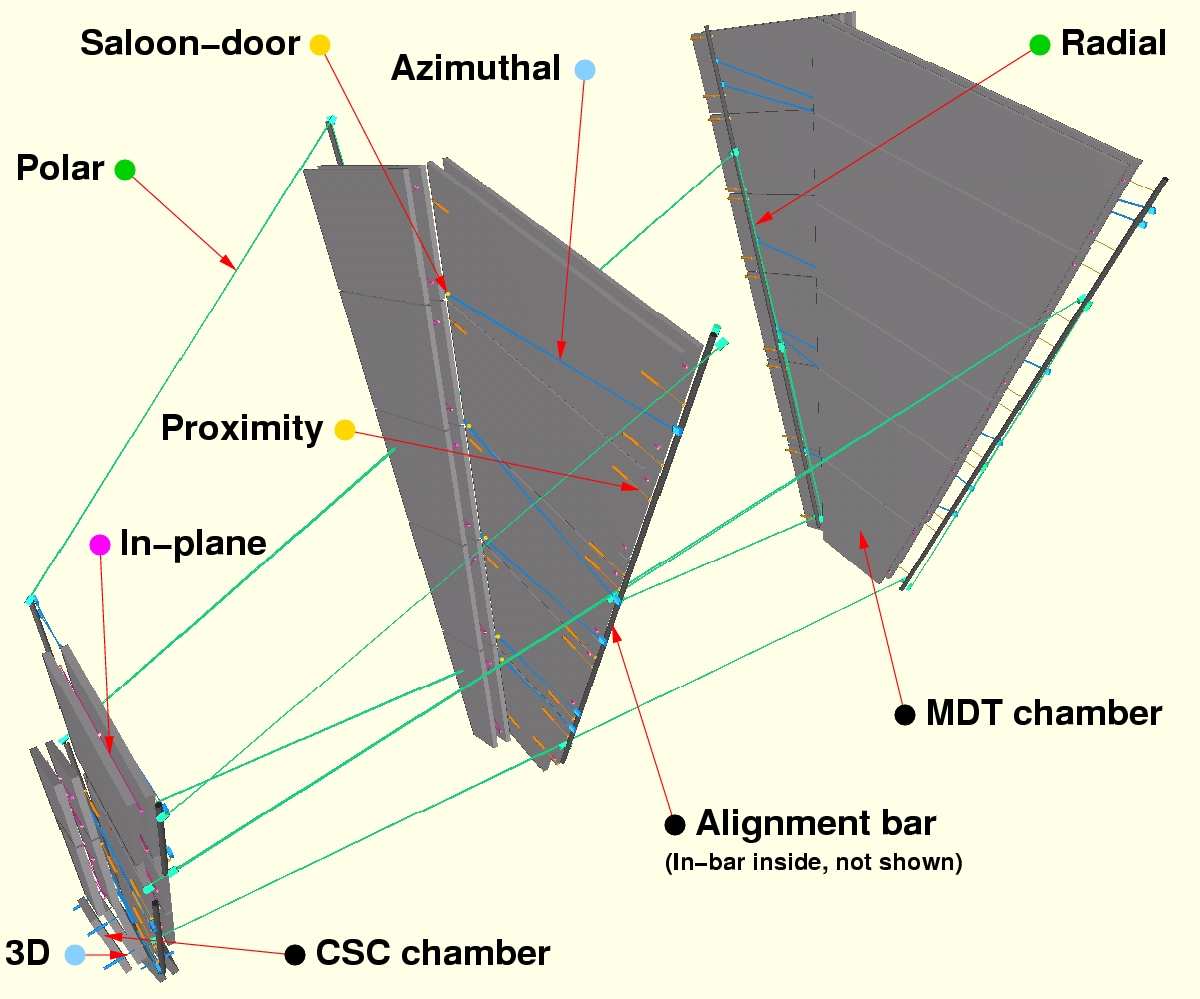 Saloon–door
Azimuthal
Radial
Polar
Proximity
In–plane
MDT chamber
Alignment bar
(In–bar inside, not shown)
3D
CSC chamber